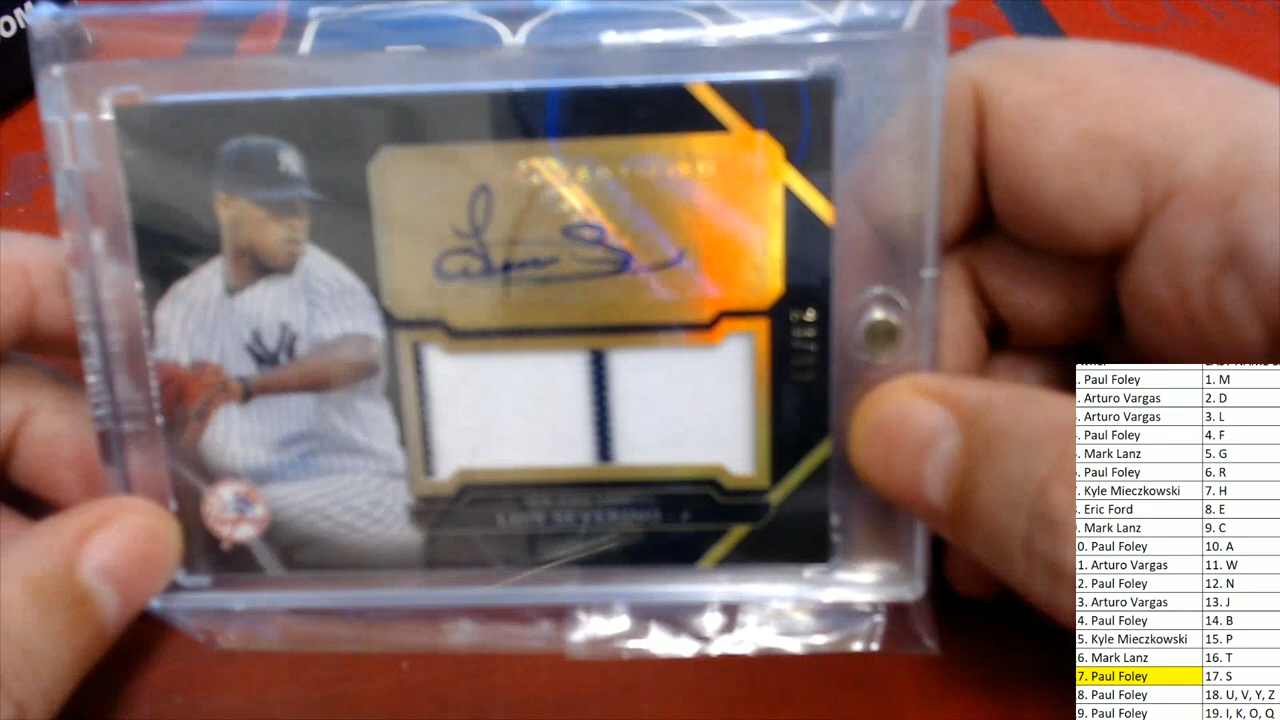 OM
Paul Foley 1. M
. Arturo Vargas 2. D
. Arturo Vargas 3. L
. Paul Foley 4. F
. Mark Lanz 5. G
. Paul Foley 6. R
. Kyle Mieczkowski 7. H
. Eric Ford 8. E
. Mark Lanz 9. C
0. Paul Foley 10. A
1. Arturo Vargas 11. W
2. Paul Foley 12. N
3. Arturo Vargas 13. J
4. Paul Foley 14. B
5. Kyle Mieczkowski 15. P
6. Mark Lanz 16. T
7. Paul Foley 17. S
8. Paul Foley 18. U, V, Y, Z
9. Paul Foley 19. I, K, O, Q
SEVERINO